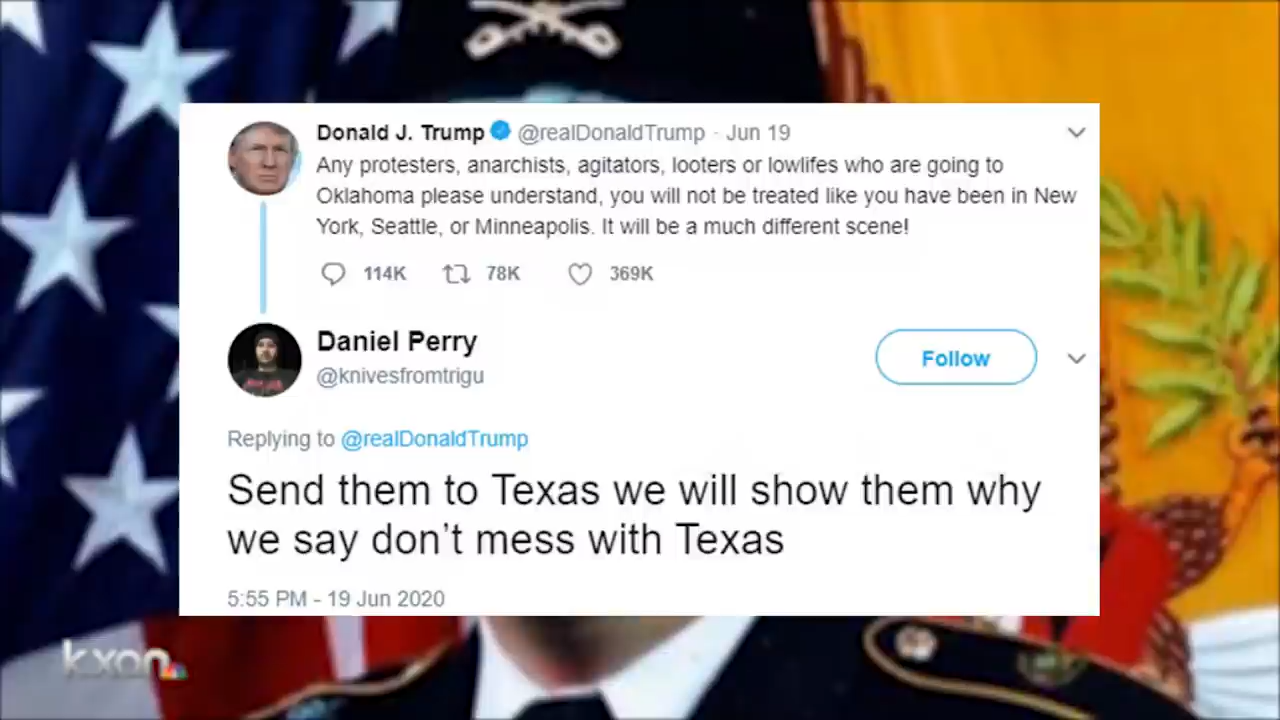 Donald J. Trump @realDonaldTrump · Jun 19
Any protesters, anarchists, agitators, looters or lowlifes who are going to
Oklahoma please understand, you will not be treated like you have been in New
York, Seattle, or Minneapolis. It will be a much different scene!
114K 78K 369K
Daniel Perry
@knivesfromtrigu
Follow
Replying to @realDonaldTrump
Send them to Texas we will show them why
we say don't mess with Texas
5:55 PM - 19 Jun 2020
kxan